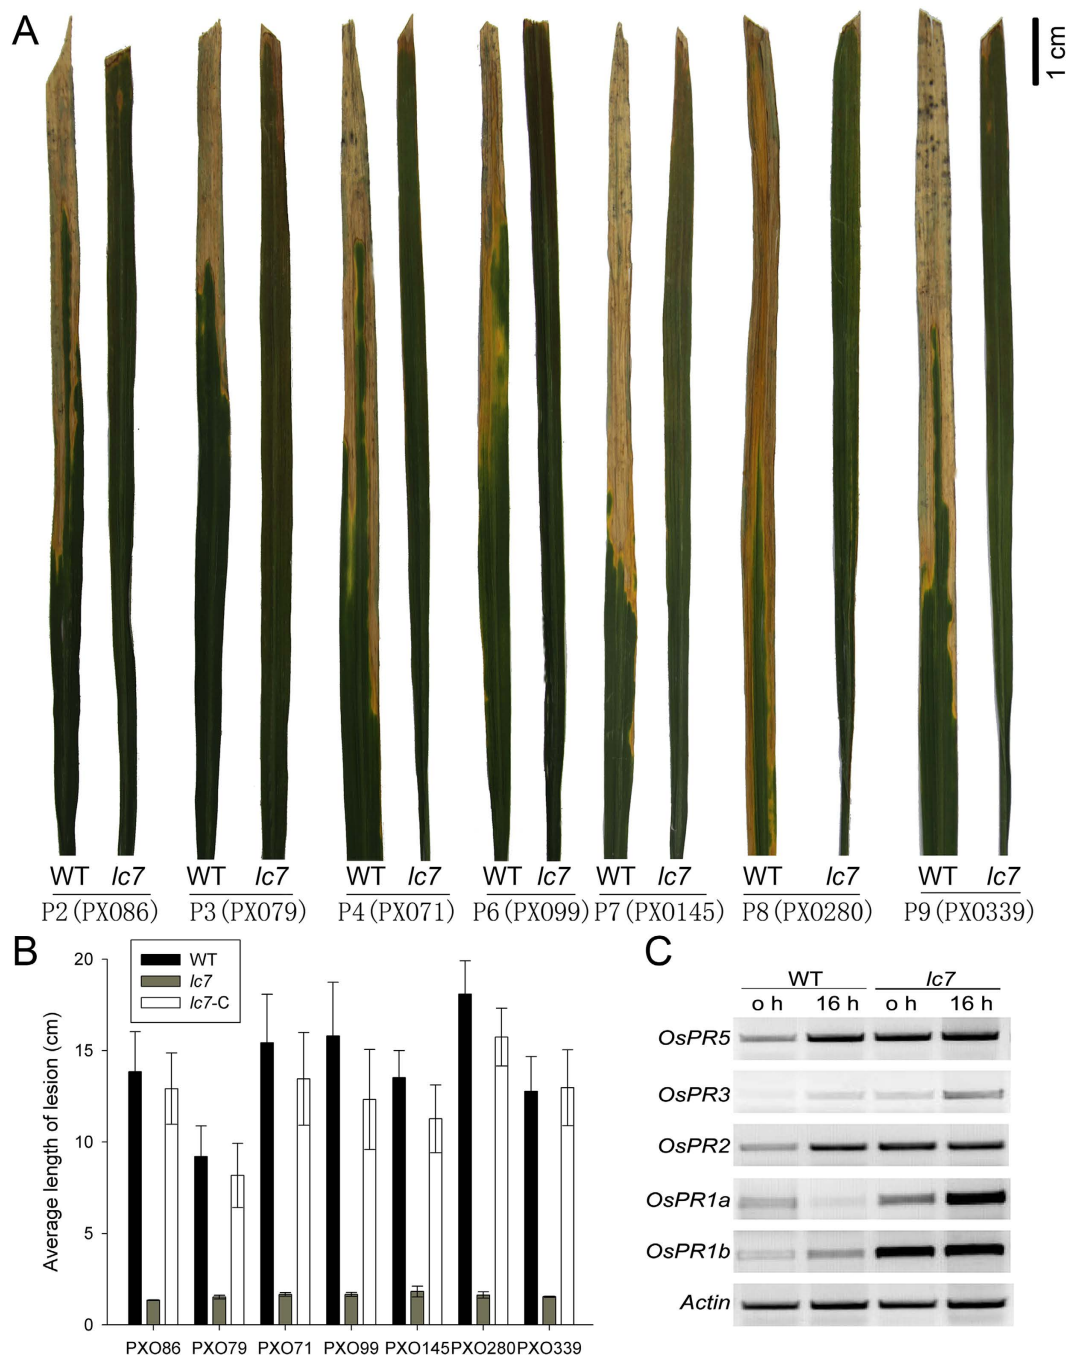 A
1 cm
WT lc7 WT lc7 WT lc7 WT lc7 WT lc7 WT lc7 WT lc7
P2(PX086) P3(PX079) P4(PX071) P6(PX099) P7(PX0145) P8(PX0280) P9(PX0339)
B
WT
lc7
lc7-C
Average length of lesion (cm)
20
15
10
5
0
PXO86 PXO79 PXO71 PXO99 PXO145 PXO280 PXO339
C
WT lc7
o h 16 h o h 16 h
OsPR5
OsPR3
OsPR2
OsPR1a
OsPR1b
Actin